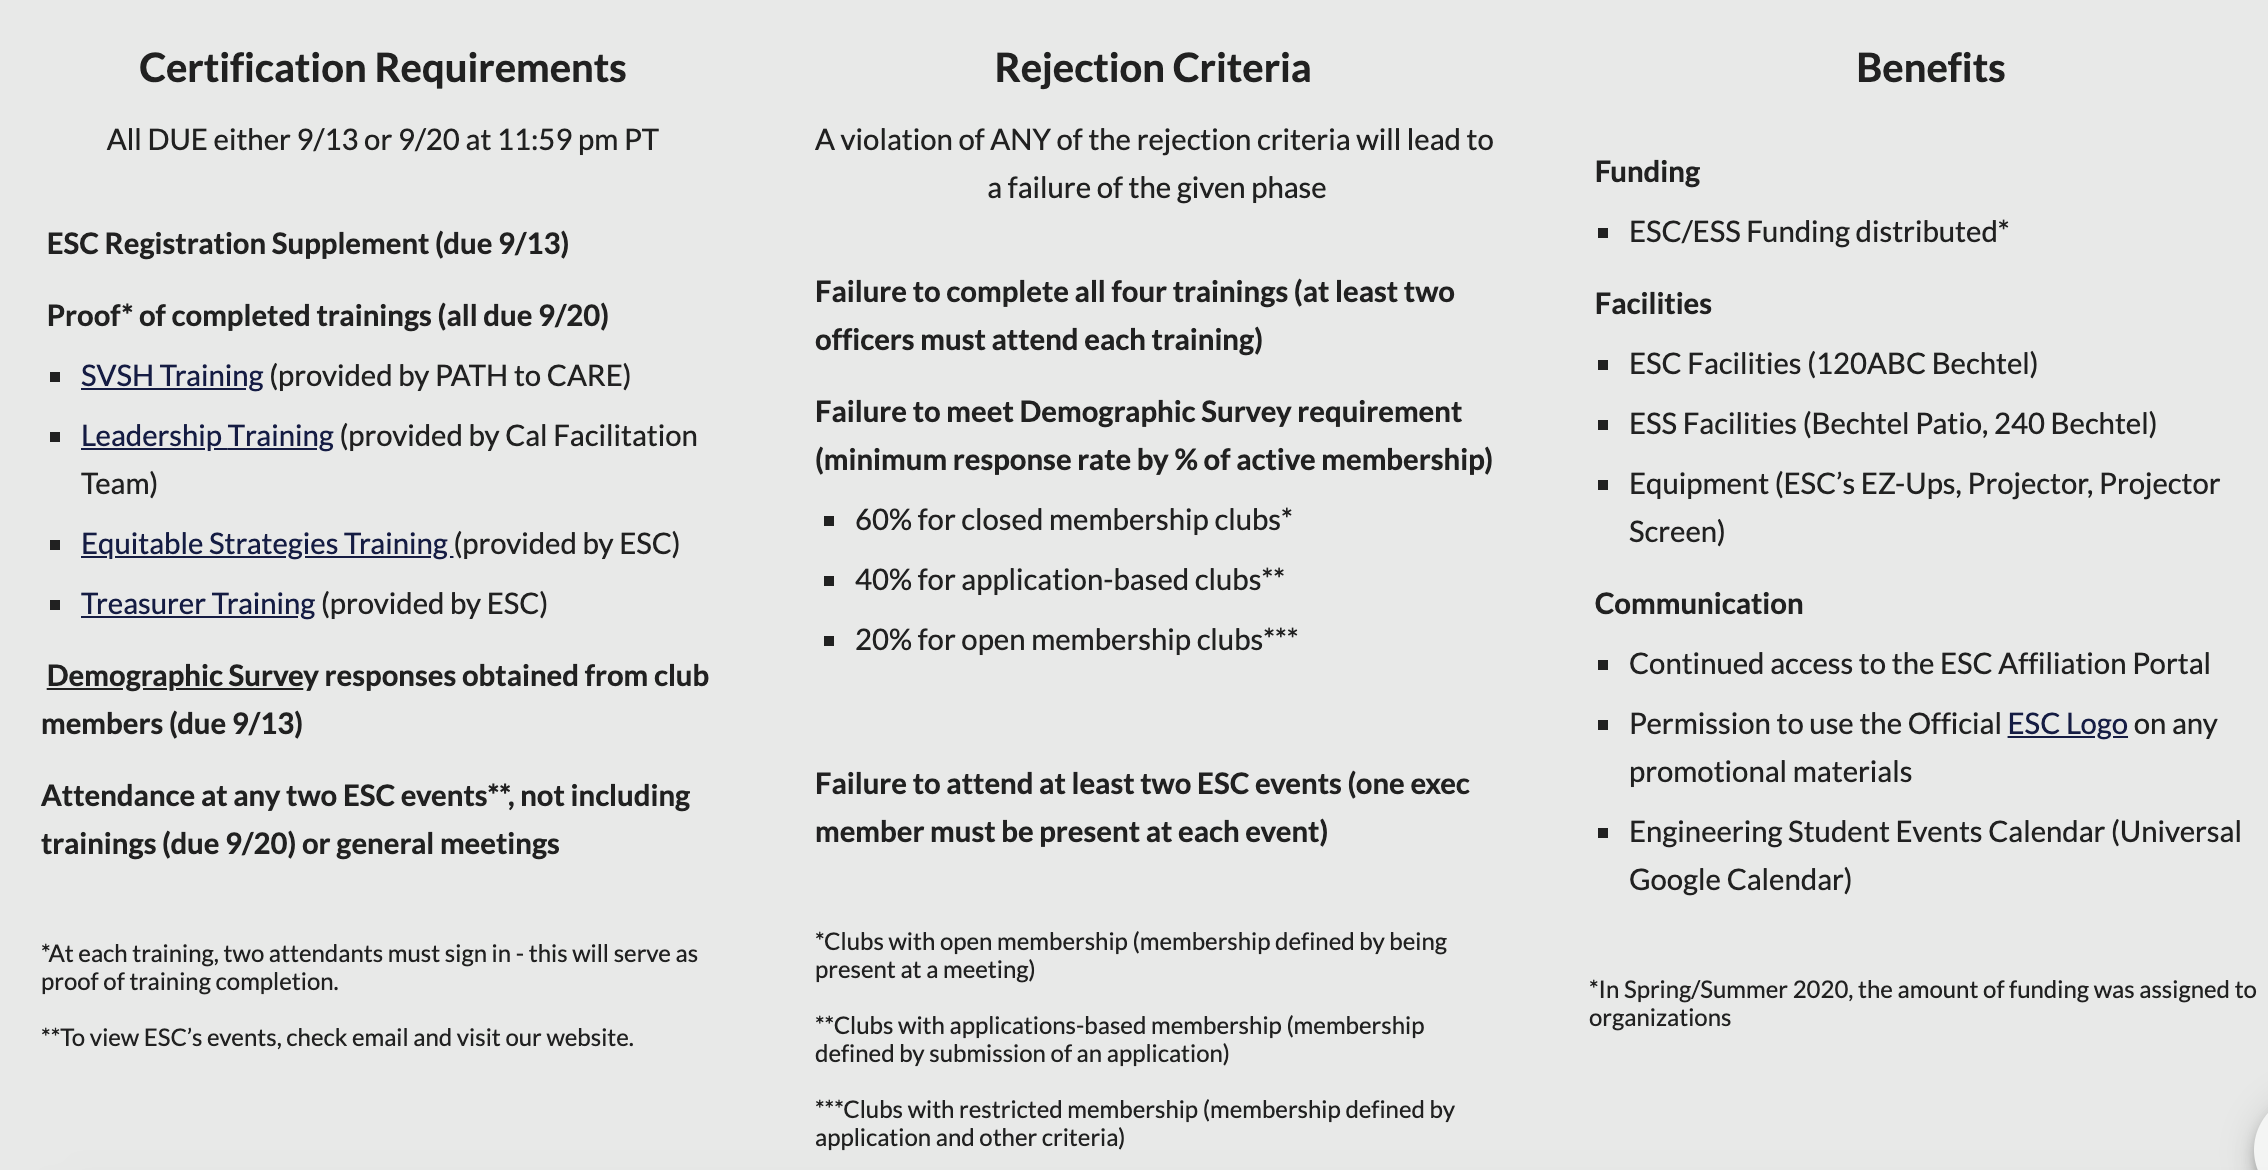 Certification Requirements
All DUE either 9/13 or 9/20 at 11:59 pm PT
ESC Registration Supplement (due 9/13)
Proof* of completed trainings (all due 9/20)
▪ SVSH Training (provided by PATH to CARE)
▪ Leadership Training (provided by Cal Facilitation
Team)
▪ Equitable Strategies Training (provided by ESC)
▪ Treasurer Training (provided by ESC)
Demographic Survey responses obtained from club
members (due 9/13)
Attendance at any two ESC events**, not including
trainings (due 9/20) or general meetings
*At each training, two attendants must sign in - this will serve as
proof of training completion.
**To view ESC’s events, check email and visit our website.
Rejection Criteria
A violation of ANY of the rejection criteria will lead to
a failure of the given phase
Failure to complete all four trainings (at least two
officers must attend each training)
Failure to meet Demographic Survey requirement
(minimum response rate by % of active membership)
▪ 60% for closed membership clubs*
▪ 40% for application-based clubs**
▪ 20% for open membership clubs***
Failure to attend at least two ESC events (one exec
member must be present at each event)
*Clubs with open membership (membership defined by being
present at a meeting)
**Clubs with applications-based membership (membership
defined by submission of an application)
***Clubs with restricted membership (membership defined by
application and other criteria)
Benefits
Funding
▪ ESC/ESS Funding distributed*
Facilities
▪ ESC Facilities (120ABC Bechtel)
▪ ESS Facilities (Bechtel Patio, 240 Bechtel)
▪ Equipment (ESC’s EZ-Ups, Projector, Projector
Screen)
Communication
▪ Continued access to the ESC Affiliation Portal
▪ Permission to use the Official ESC Logo on any
promotional materials
▪ Engineering Student Events Calendar (Universal
Google Calendar)
*In Spring/Summer 2020, the amount of funding was assigned to
organizations